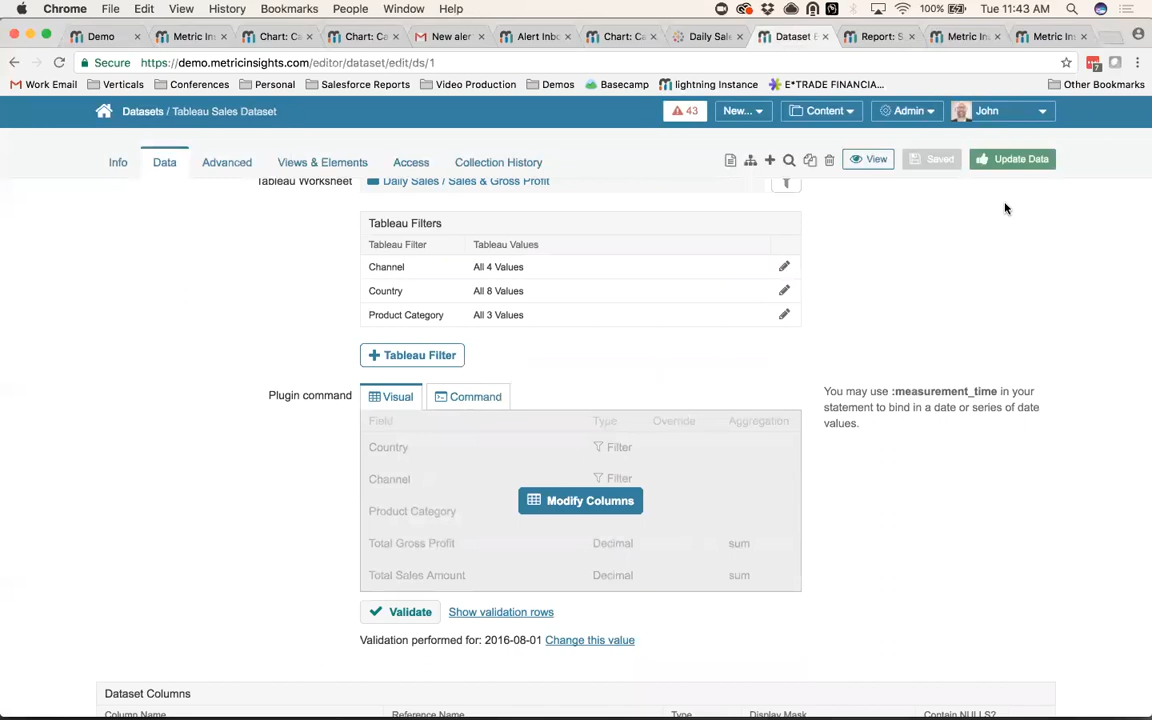 Chrome File Edit View History Bookmarks People Window Help 100% Tue 11:43 AM
Demo Metric Ins Chart: Ca Chart: Ca New aler Alert Inbo Chart: Ca Daily Sale Dataset E Report: S Metric In Metric In
Secure https://demo.metricinsights.com/editor/dataset/edit/ds/1 7
Work Email Verticals Conferences Personal Salesforce Reports Video Production Demos Basecamp lightning Instance E*TRADE FINANCIA... Other Bookmarks
Datasets / Tableau Sales Dataset 43 New... Content Admin John
Info Data Advanced Views & Elements Access Collection History View Saved Update Data
Tableau Worksheet Daily Sales / Sales & Gross Profit
Tableau Filters
Tableau Filter Tableau Values
Channel All 4 Values
Country All 8 Values
Product Category All 3 Values
Tableau Filter
Plugin command Visual Command
You may use :measurement_time in your
statement to bind in a date or series of date
values.
Field Type Override Aggregation
Country Filter
Channel Filter
Modify Columns
Product Category
Total Gross Profit Decimal sum
Total Sales Amount Decimal sum
Validate Show validation rows
Validation performed for: 2016-08-01 Change this value
Dataset Columns
Column Name Reference Name Type Display Mask Contain NULLS?